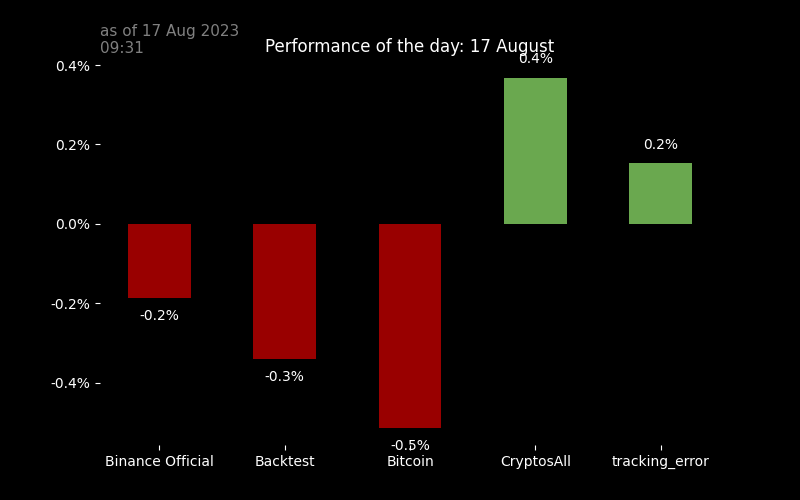 as of 17 Aug 2023
09:31
Performance of the day: 17 August
0.4%
0.4%
0.2%
0.2%
0.0%
-0.2%
-0.2%
-0.3%
-0.4%
-0.5%
Binance Official
Backtest
Bitcoin
CryptosAll
tracking_error